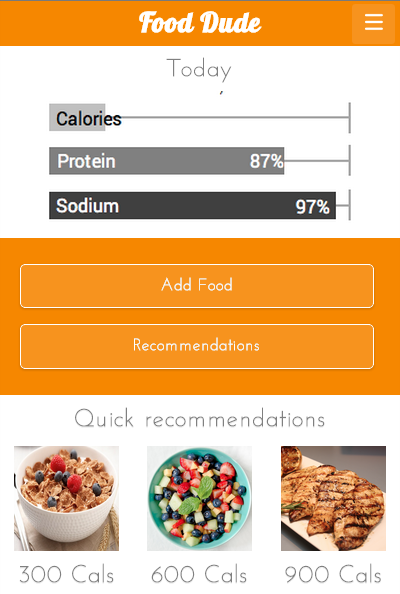 Food Dude
Today
Calories
Protein 87%
Sodium 97%
Add Food
Recommendations
Quick recommendations
300 Cals 600 Cals 900 Cals